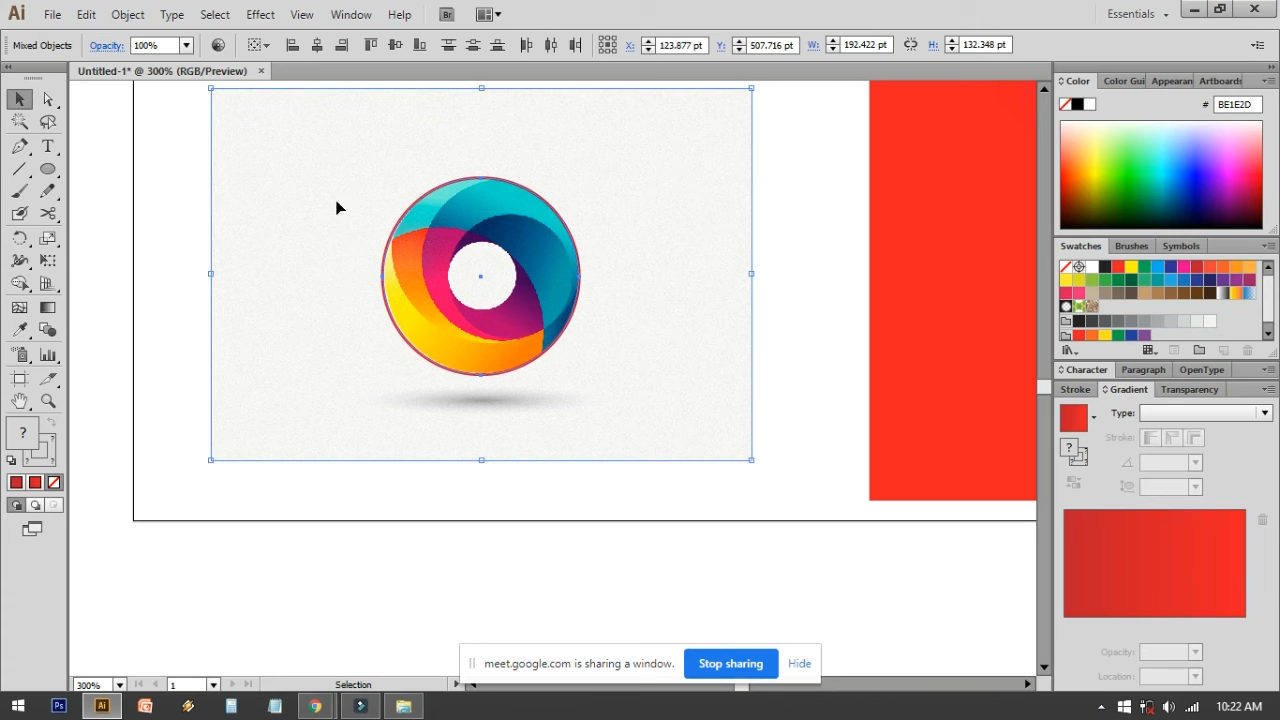 Ai File Edit Object Type Select Effect View Window Help Br Essentials
Mixed Objects Opacity: 100% X: 123.877 pt Y: 507.716 pt W: 192.422 pt H: 132.348 pt
Untitled-1* @ 300% (RGB/Preview)
Color Color Gui Appearan Artboards
# BE1E2D
Swatches Brushes Symbols
Character Paragraph OpenType
Stroke Gradient Transparency
Type:
Stroke:
Opacity:
Location:
meet.google.com is sharing a window. Stop sharing Hide
300% 1 Selection
Ps Ai 10:22 AM